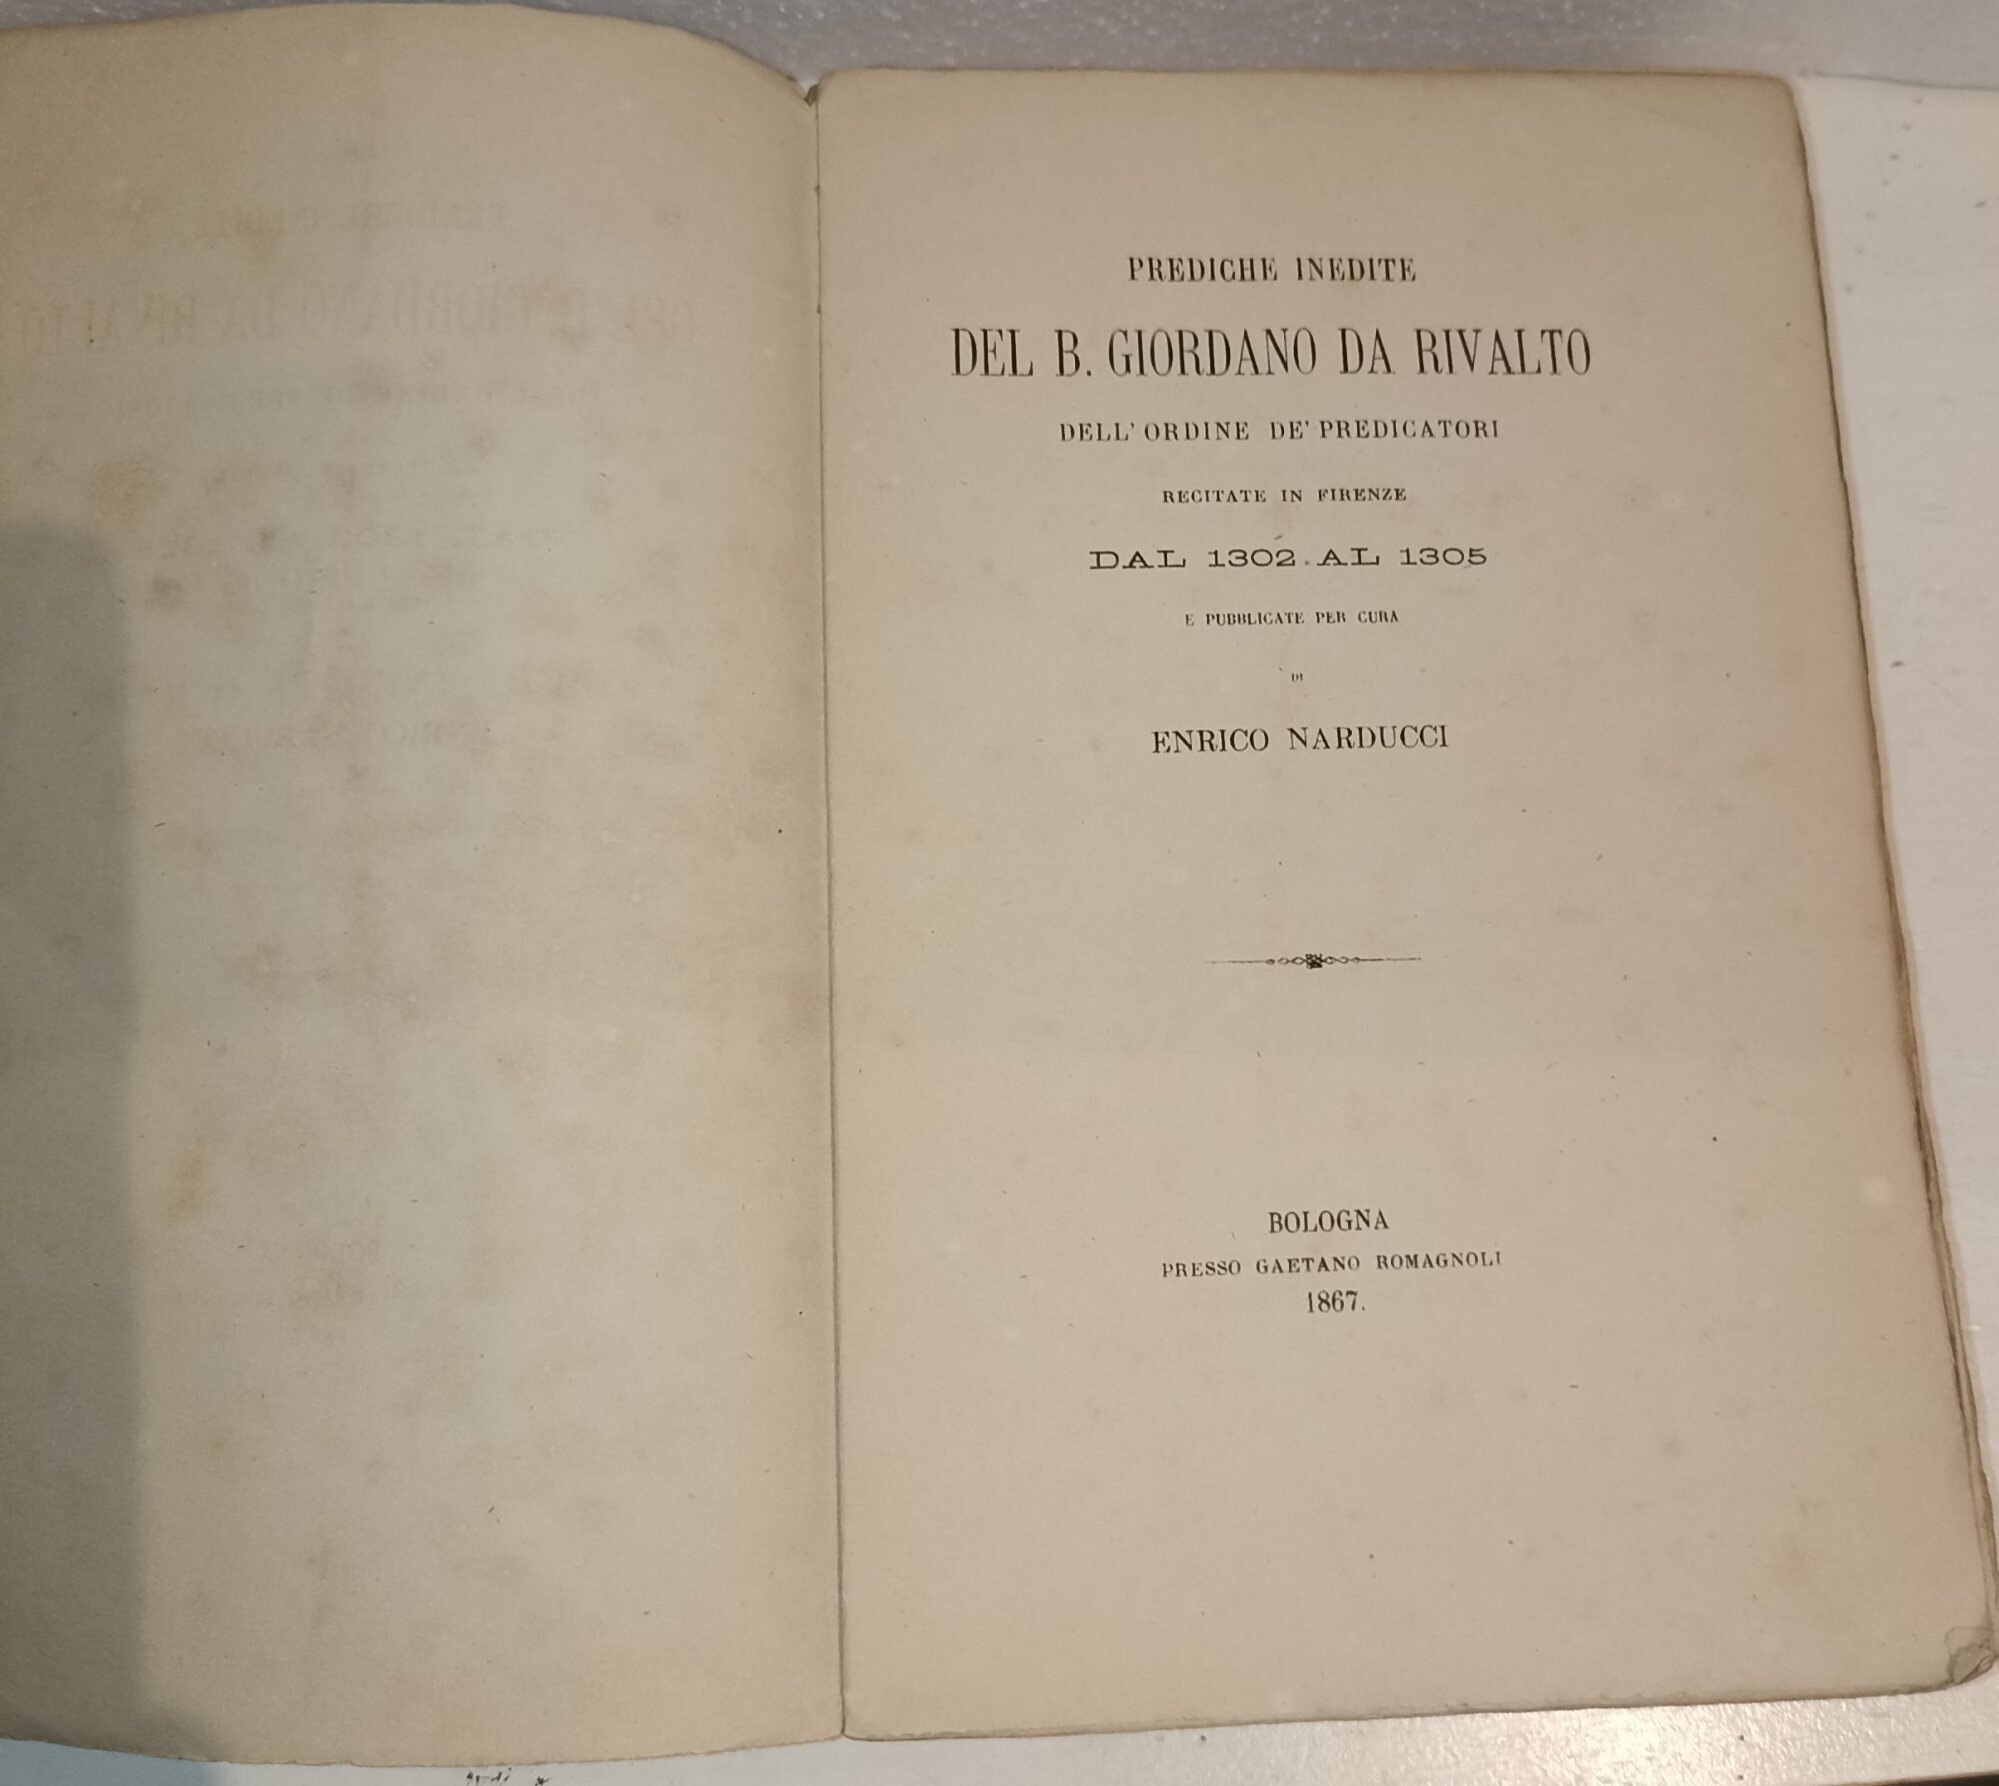 PREDICHE INEDITE
DEL B. GIORDANO DA RIVALTO
DELL' ORDINE DE' PREDICATORI
RECITATE IN FIRENZE
DAL 1302 AL 1305
E PUBBLICATE PER CURA
DI
ENRICO NARDUCCI
BOLOGNA
PRESSO GAETANO ROMAGNOLI
1867.